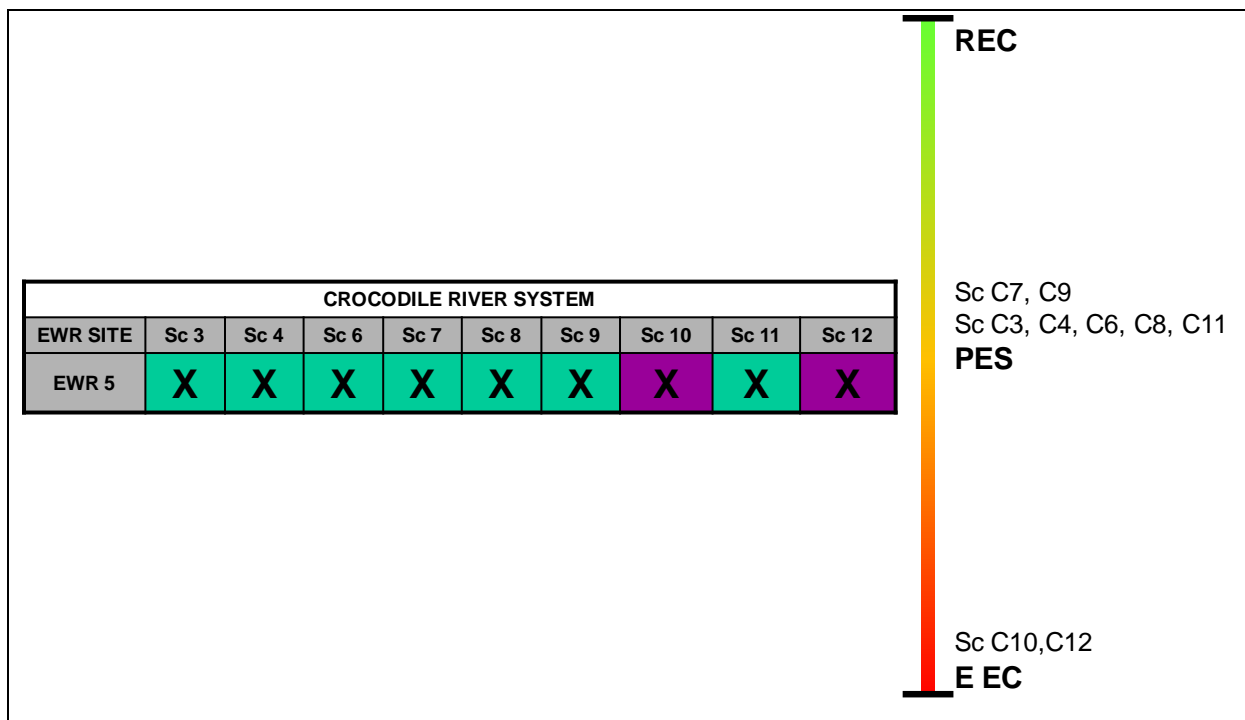 CROCODILE RIVER SYSTEM
EWR SITE Sc 3 Sc 4 Sc 6 Sc 7 Sc 8 Sc 9 Sc 10 Sc 11 Sc 12
EWR 5 X X X X X X X X X
REC
Sc C7, C9
Sc C3, C4, C6, C8, C11
PES
Sc C10,C12
E EC